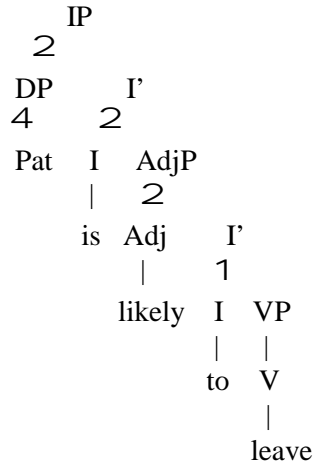 IP
2
DP I’
4 2
Pat I AdjP
| 2
is Adj I’
| 1
likely I VP
| |
to V
|
leave